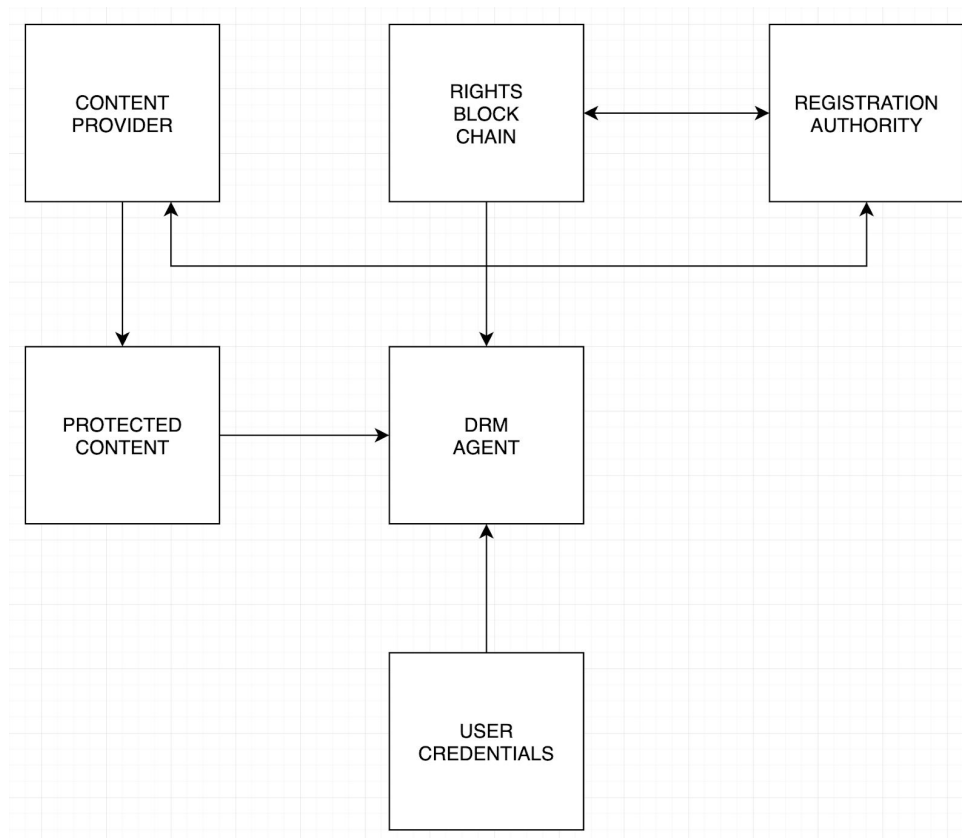 CONTENT
PROVIDER
RIGHTS
BLOCK
CHAIN
REGISTRATION
AUTHORITY
PROTECTED
CONTENT
DRM
AGENT
USER
CREDENTIALS